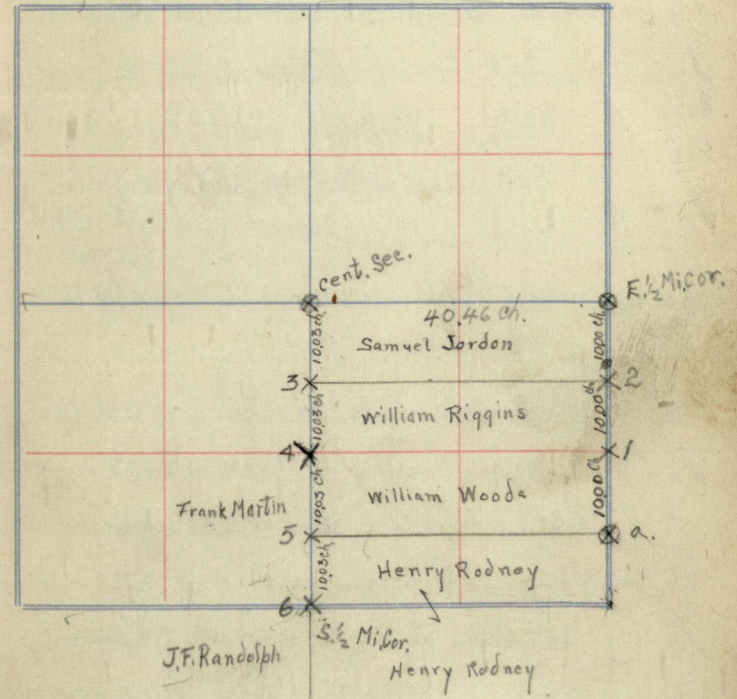 Cent. Sec.
E. ½ Mi. Cor.
40.46 Ch.
10.03 ch
Samuel Jordon
10.00 ch
3
2
10.03 ch
William Riggins
10.00 ch
4
1
10.03 ch
Frank Martin
William Woods
10.00 Ch
5
a.
10.03 ch
Henry Rodney
6
S. ½ Mi. Cor.
J. F. Randolph
Henry Rodney